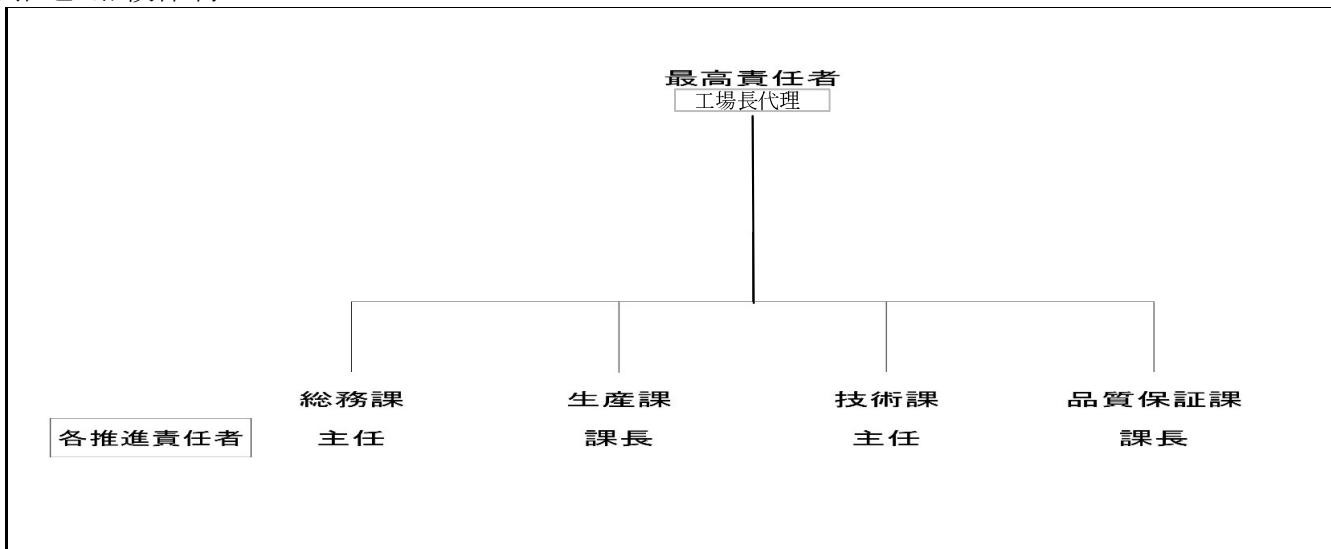 最高責任者
工場長代理
総務課 生産課 技術課 品質保証課
各推進責任者 主任 課長 主任 課長